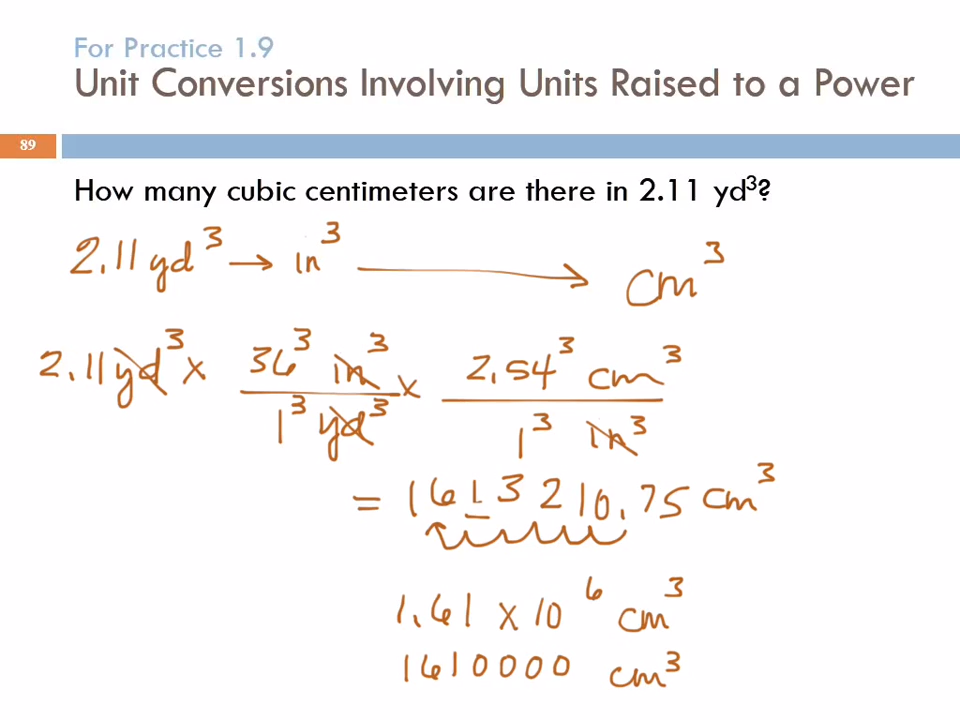 For Practice 1.9
Unit Conversions Involving Units Raised to a Power
89
How many cubic centimeters are there in 2.11 yd³?
2.11 yd³ → in³ → cm³
2.11 yd³ x 36³ in³ / 1³ yd³ x 2.54³ cm³ / 1³ in³
= 1613210.75 cm³
1.61 x 10⁶ cm³
1610000 cm³